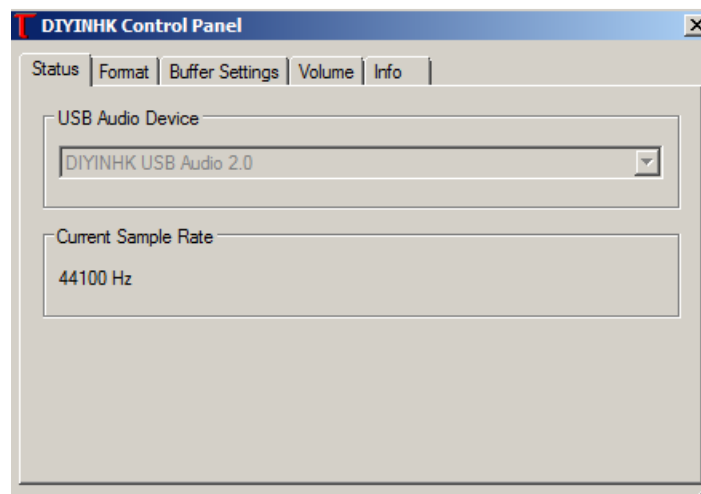 DIYINHK Control Panel
Status Format Buffer Settings Volume Info
USB Audio Device
DIYINHK USB Audio 2.0
Current Sample Rate
44100 Hz